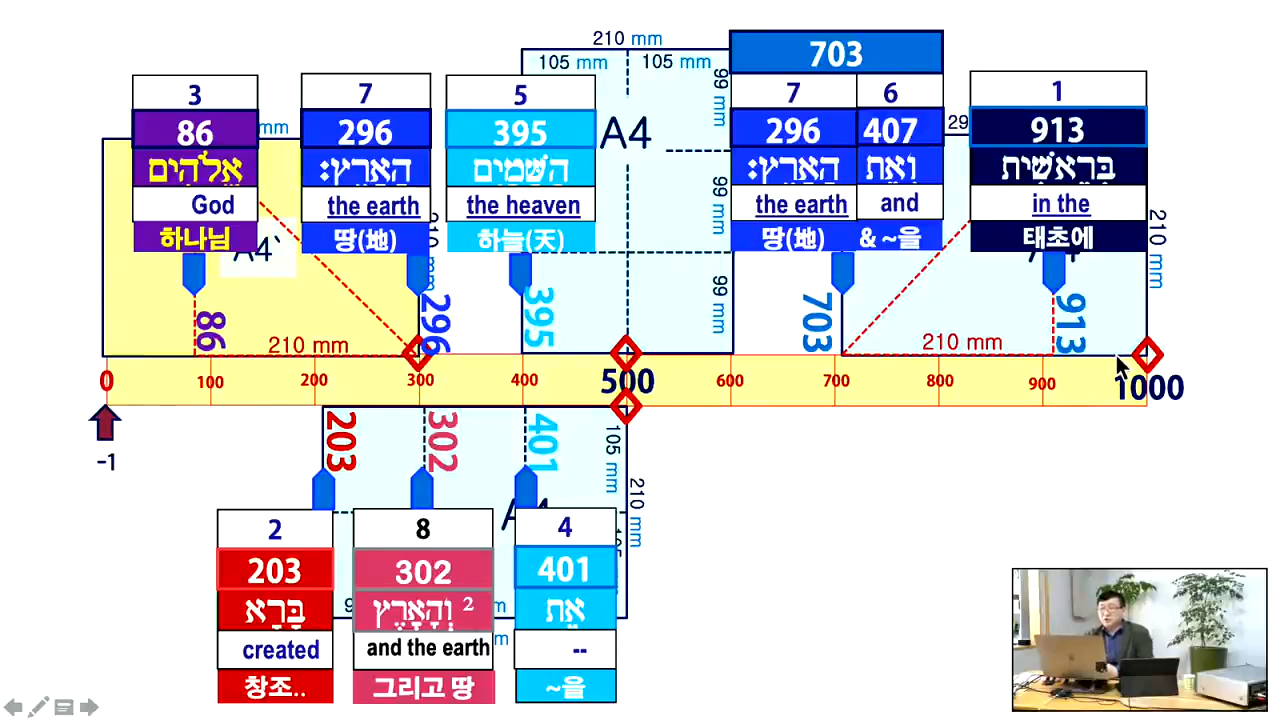 210 mm
105 mm
105 mm
703
3
7
5
7
6
1
86
mm
296
395
A4
296
407
29
913
אֱלֹהִים
הָאָרֶץ׃
הַשָּׁמַיִם
הָאָרֶץ׃
וְאֵת
בְּרֵאשִׁית
God
the earth
the heaven
the earth
and
in the
하나님
땅(地)
하늘(天)
땅(地)
& ~을
태초에
A4`
99 mm
99 mm
99 mm
210 mm
86
296
395
703
913
210 mm
210 mm
0
100
200
300
400
500
600
700
800
900
1000
-1
203
302
401
105 mm
210 mm
2
8
4
203
302
401
בָּרָא
וְהָאָרֶץ 2
אֵת
created
and the earth
--
창조..
그리고 땅
~을